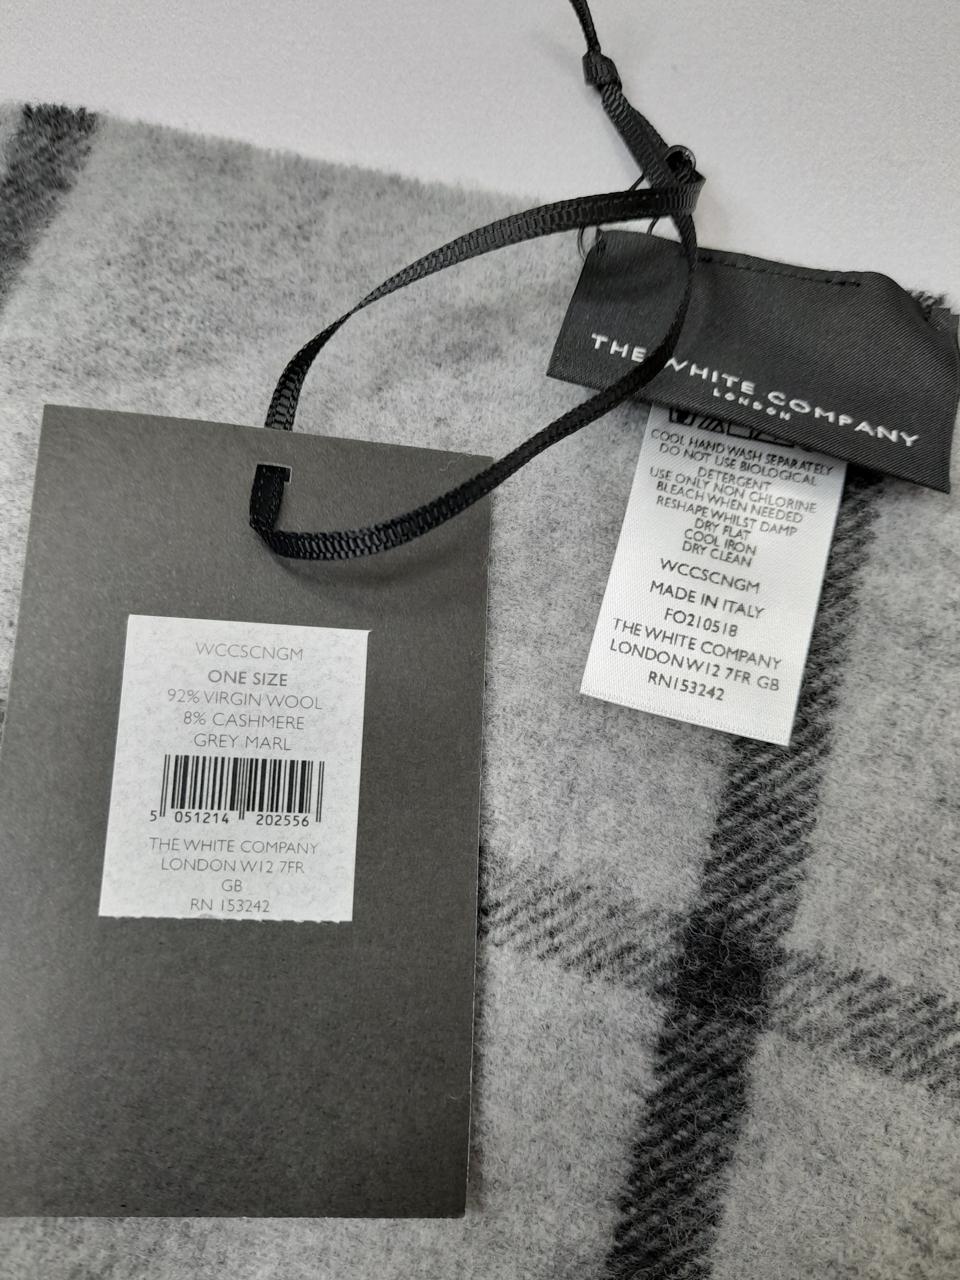 THE WHITE COMPANY
LONDON
COOL HAND WASH SEPARATELY
DO NOT USE BIOLOGICAL
DETERGENT
USE ONLY NON CHLORINE
BLEACH WHEN NEEDED
RESHAPE WHILST DAMP
DRY FLAT
COOL IRON
DRY CLEAN
WCCSCNGM
MADE IN ITALY
FO210518
THE WHITE COMPANY
LONDON W12 7FR GB
RN153242
WCCSCNGM
ONE SIZE
92% VIRGIN WOOL
8% CASHMERE
GREY MARL
5 051214 202556
THE WHITE COMPANY
LONDON W12 7FR
GB
RN 153242